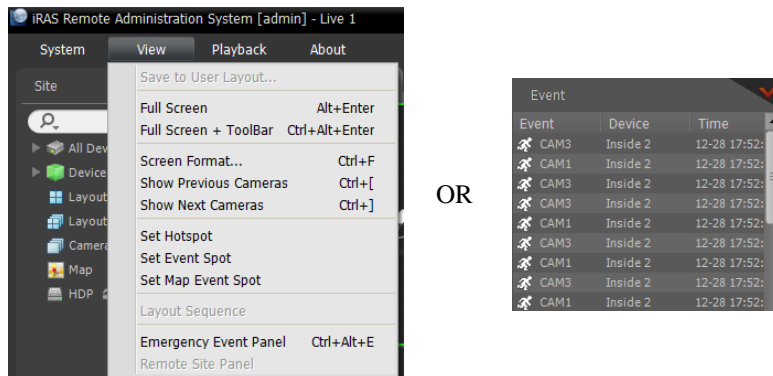 iRAS Remote Administration System [admin] - Live 1
System View Playback About
Site
Save to User Layout...
Full Screen Alt+Enter
Full Screen + ToolBar Ctrl+Alt+Enter
Screen Format... Ctrl+F
Show Previous Cameras Ctrl+[
Show Next Cameras Ctrl+]
Set Hotspot
Set Event Spot
Set Map Event Spot
Layout Sequence
Emergency Event Panel Ctrl+Alt+E
Remote Site Panel
All Dev
Device
Layout
Layout
Camera
Map
HDP
OR
Event
Event Device Time
CAM3 Inside 2 12-28 17:52:
CAM1 Inside 2 12-28 17:52:
CAM3 Inside 2 12-28 17:52:
CAM3 Inside 2 12-28 17:52:
CAM1 Inside 2 12-28 17:52:
CAM3 Inside 2 12-28 17:52:
CAM1 Inside 2 12-28 17:52:
CAM3 Inside 2 12-28 17:52:
CAM1 Inside 2 12-28 17:52: